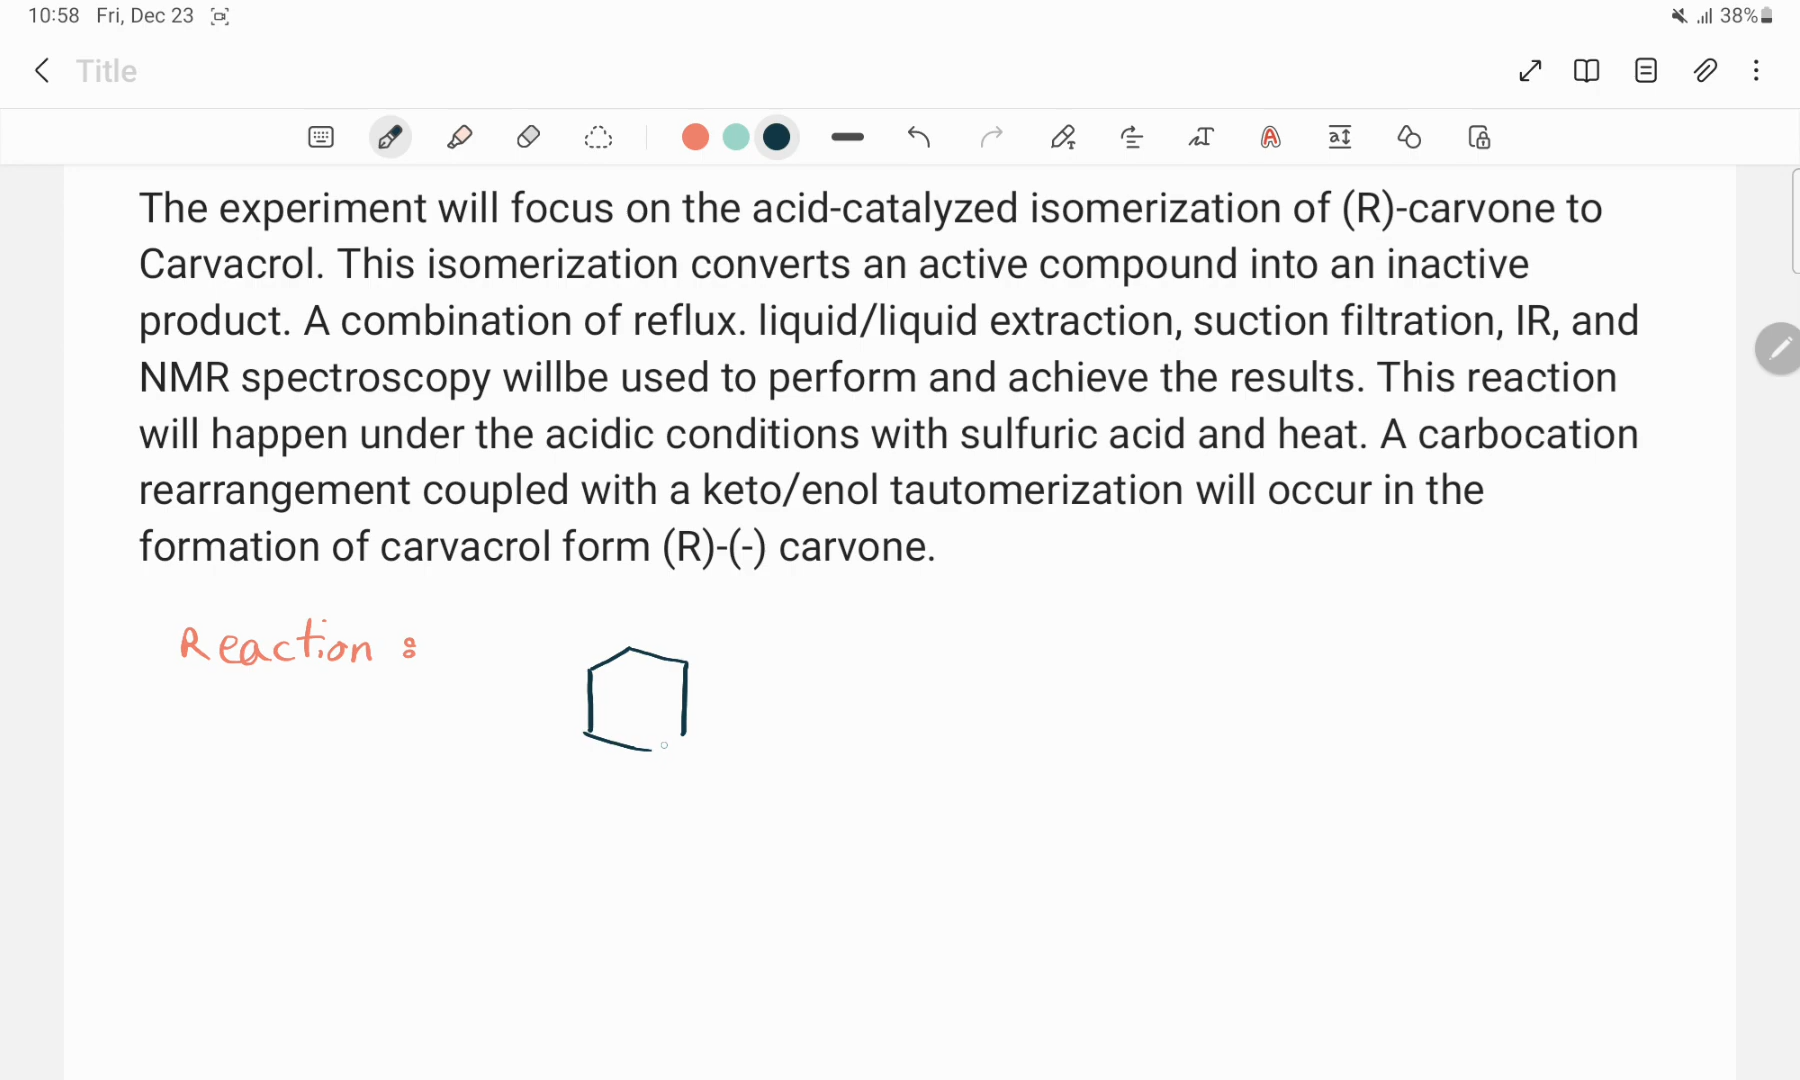 10:58 Fri, Dec 23 38%
Title
The experiment will focus on the acid-catalyzed isomerization of (R)-carvone to
Carvacrol. This isomerization converts an active compound into an inactive
product. A combination of reflux. liquid/liquid extraction, suction filtration, IR, and
NMR spectroscopy willbe used to perform and achieve the results. This reaction
will happen under the acidic conditions with sulfuric acid and heat. A carbocation
rearrangement coupled with a keto/enol tautomerization will occur in the
formation of carvacrol form (R)-(-) carvone.
Reaction :